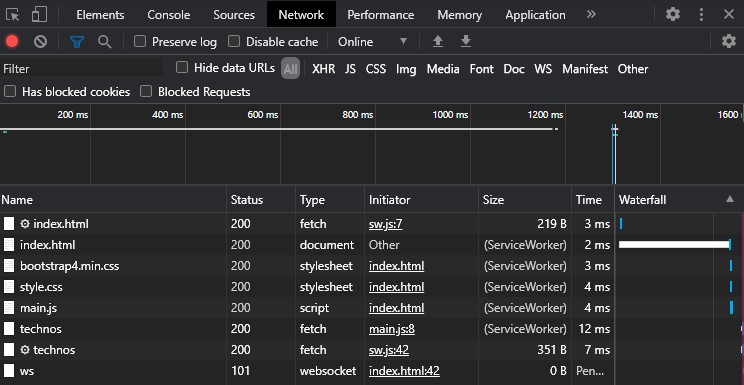 Elements Console Sources Network Performance Memory Application »
Preserve log Disable cache Online
Filter Hide data URLs All XHR JS CSS Img Media Font Doc WS Manifest Other
Has blocked cookies Blocked Requests
200 ms 400 ms 600 ms 800 ms 1000 ms 1200 ms 1400 ms 1600
Name Status Type Initiator Size Time Waterfall
index.html 200 fetch sw.js:7 219 B 3 ms
index.html 200 document Other (ServiceWorker) 2 ms
bootstrap4.min.css 200 stylesheet index.html (ServiceWorker) 3 ms
style.css 200 stylesheet index.html (ServiceWorker) 4 ms
main.js 200 script index.html (ServiceWorker) 4 ms
technos 200 fetch main.js:8 (ServiceWorker) 12 ms
technos 200 fetch sw.js:42 351 B 7 ms
ws 101 websocket index.html:42 0 B Pen...